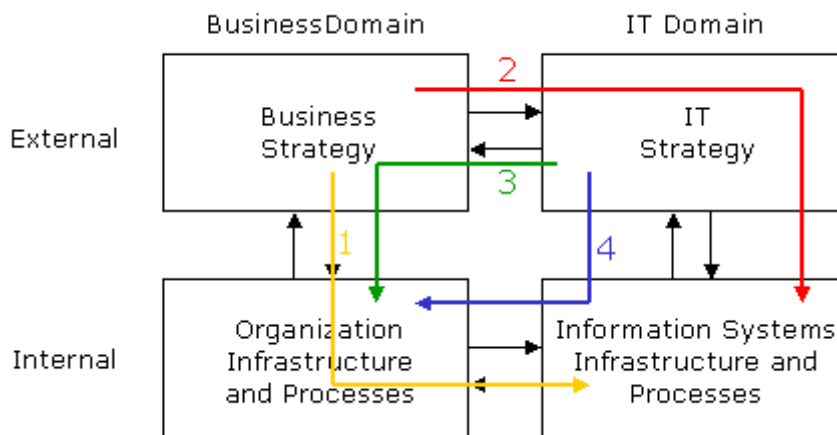 BusinessDomain
IT Domain
2
Business
Strategy
IT
Strategy
External
3
1
4
Organization
Infrastructure
and Processes
Information Systems
Infrastructure and
Processes
Internal